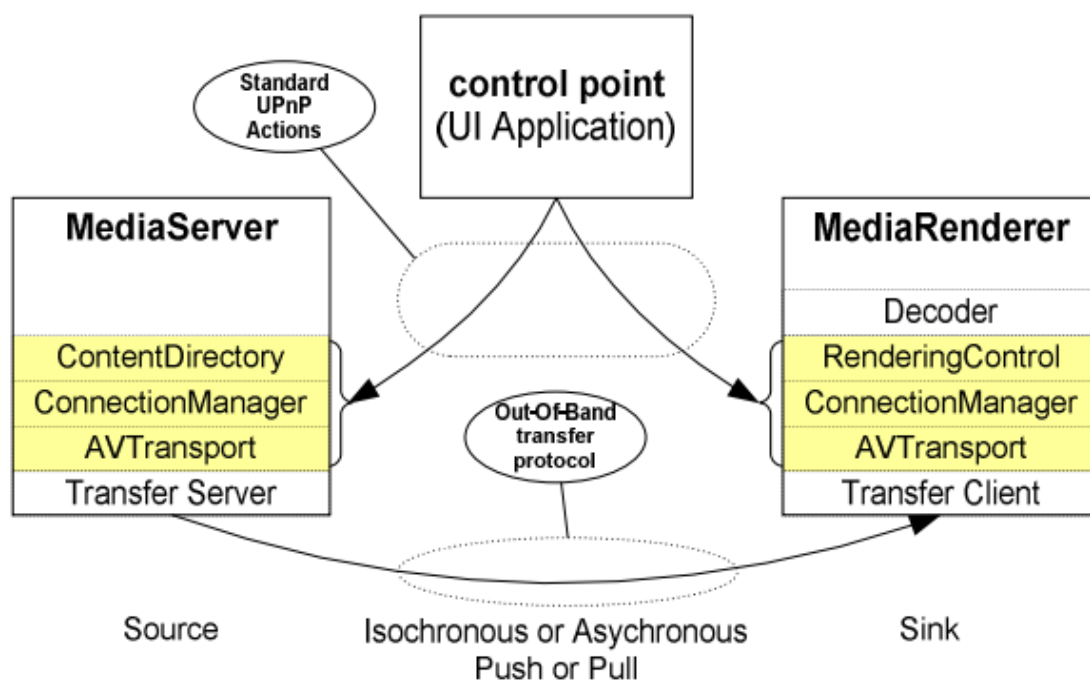 Standard
UPnP
Actions
control point
(UI Application)
MediaServer
ContentDirectory
ConnectionManager
AVTransport
Transfer Server
MediaRenderer
Decoder
RenderingControl
ConnectionManager
AVTransport
Transfer Client
Out-Of-Band
transfer
protocol
Source
Isochronous or Asychronous
Push or Pull
Sink